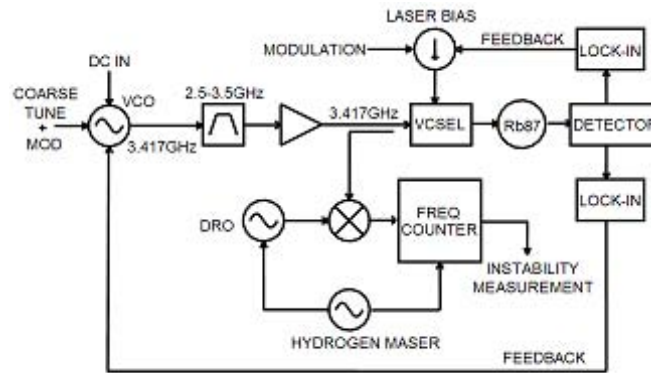 LASER BIAS
MODULATION
FEEDBACK
LOCK-IN
DC IN
COARSE
TUNE
+
MOD
VCO
2.5-3.5GHz
3.417GHz
3.417GHz
VCSEL
Rb87
DETECTOR
LOCK-IN
DRO
FREQ
COUNTER
INSTABILITY
MEASUREMENT
HYDROGEN MASER
FEEDBACK